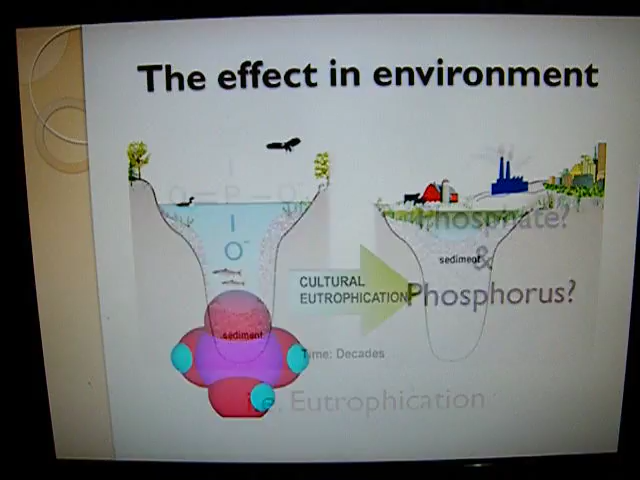 The effect in environment
O = P - O
O-
Phosphate?
sediment
&
CULTURAL
EUTROPHICATION
Phosphorus?
sediment
Time: Decades
i.e. Eutrophication